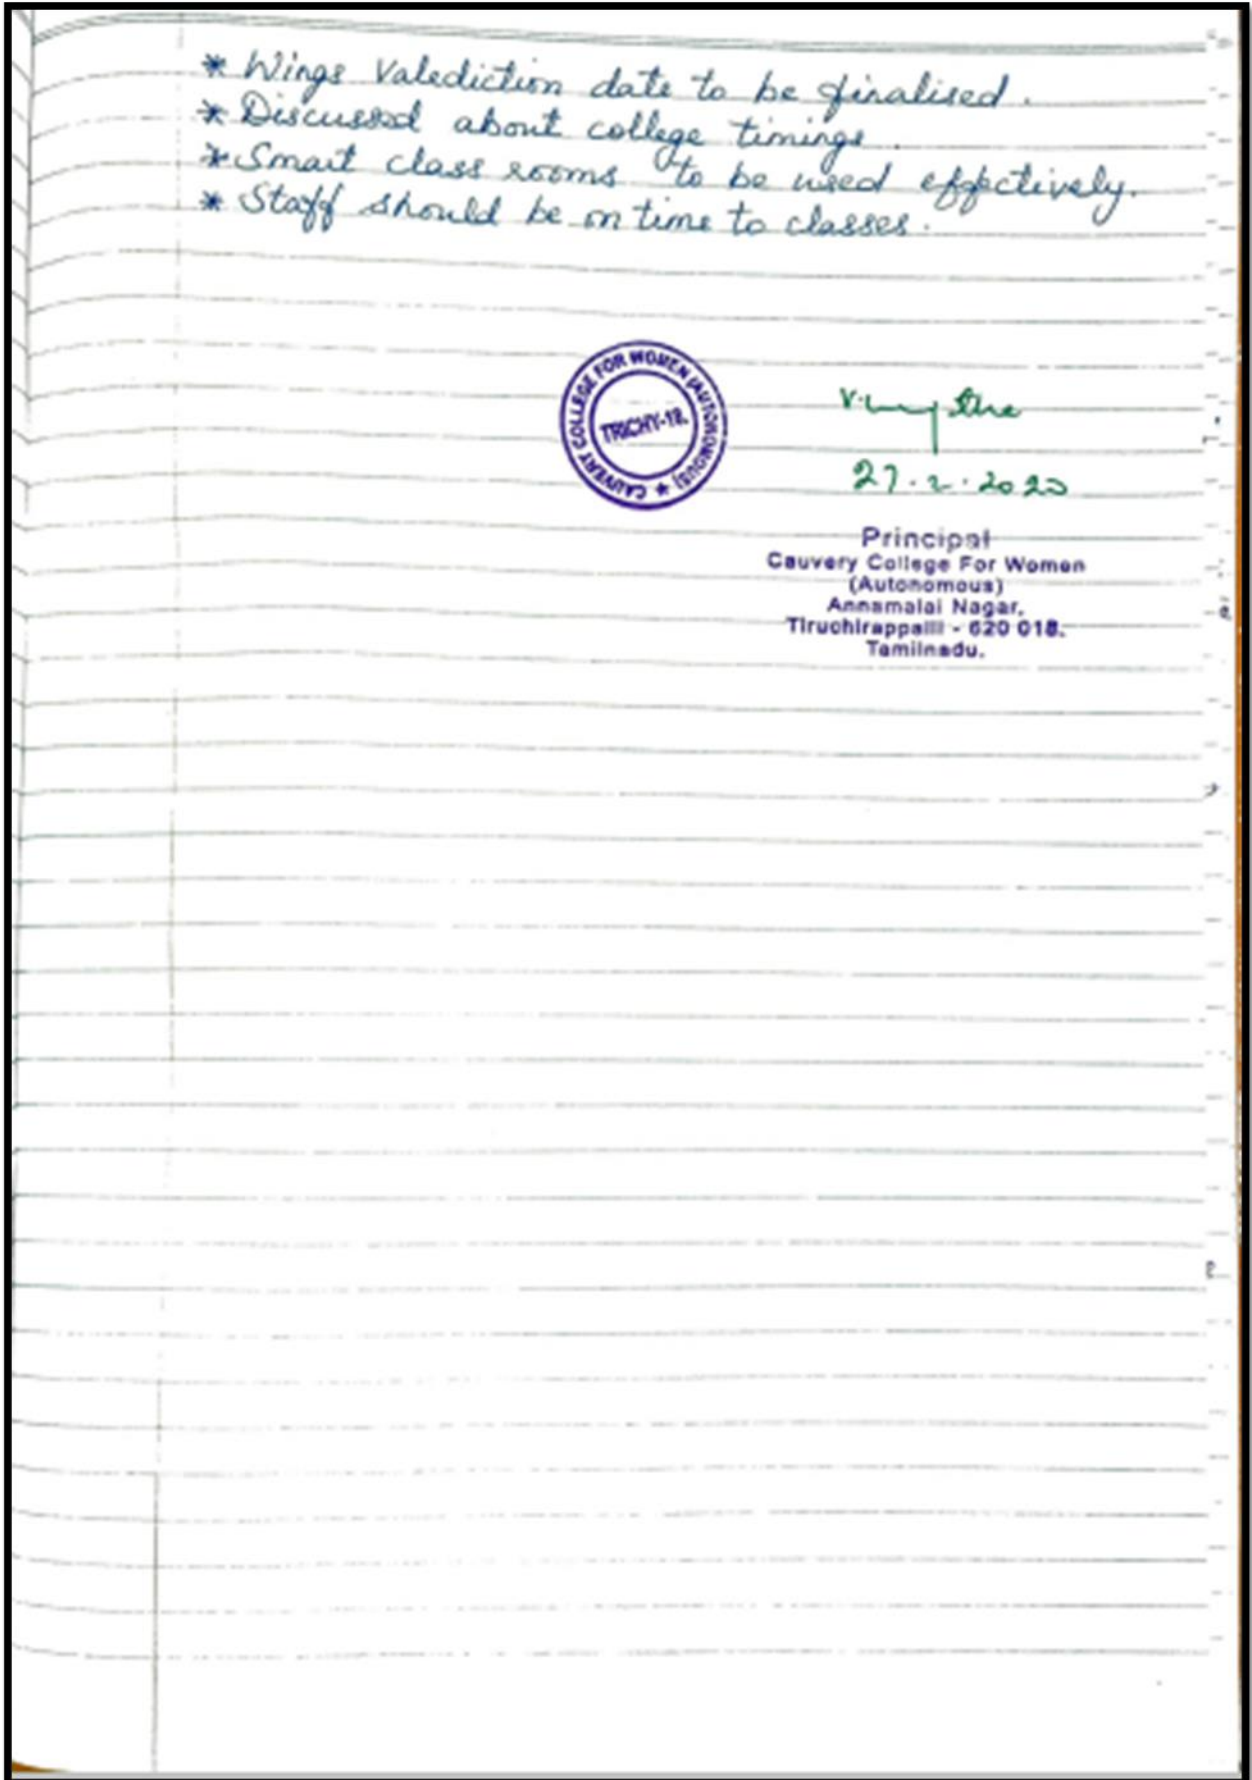 * Wings Valediction date to be finalised.
* Discussed about college timings.
* Smart class rooms to be used effectively.
* Staff should be on time to classes.
CAUVERY COLLEGE FOR WOMEN (AUTONOMOUS) ★
TRICHY-18.
27.2.2020
Principal
Cauvery College For Women
(Autonomous)
Annamalai Nagar,
Tiruchirappalli - 620 018.
Tamilnadu.